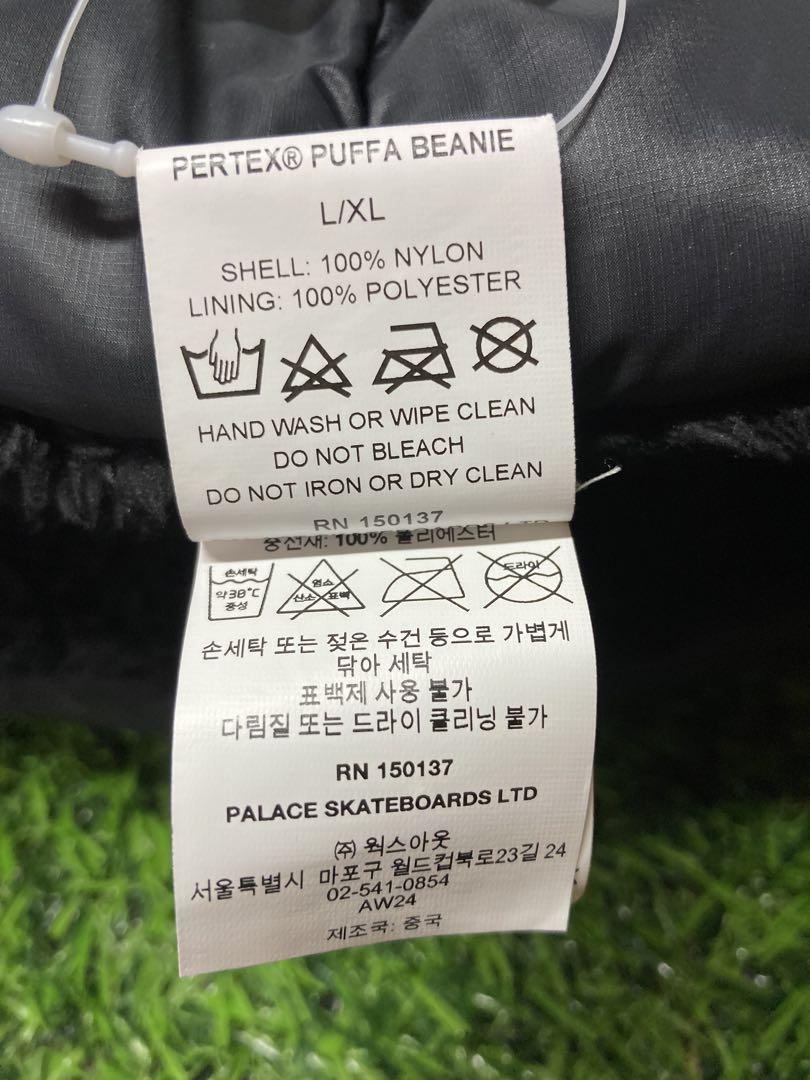 PERTEX® PUFFA BEANIE
L/XL
SHELL: 100% NYLON
LINING: 100% POLYESTER
HAND WASH OR WIPE CLEAN
DO NOT BLEACH
DO NOT IRON OR DRY CLEAN
RN 150137
충전재: 100% 폴리에스터
손세탁
약30°C
중성
염소
산소 표백
드라이
손세탁 또는 젖은 수건 등으로 가볍게
닦아 세탁
표백제 사용 불가
다림질 또는 드라이 클리닝 불가
RN 150137
PALACE SKATEBOARDS LTD
㈜ 웍스아웃
서울특별시 마포구 월드컵북로23길 24
02-541-0854
AW24
제조국: 중국